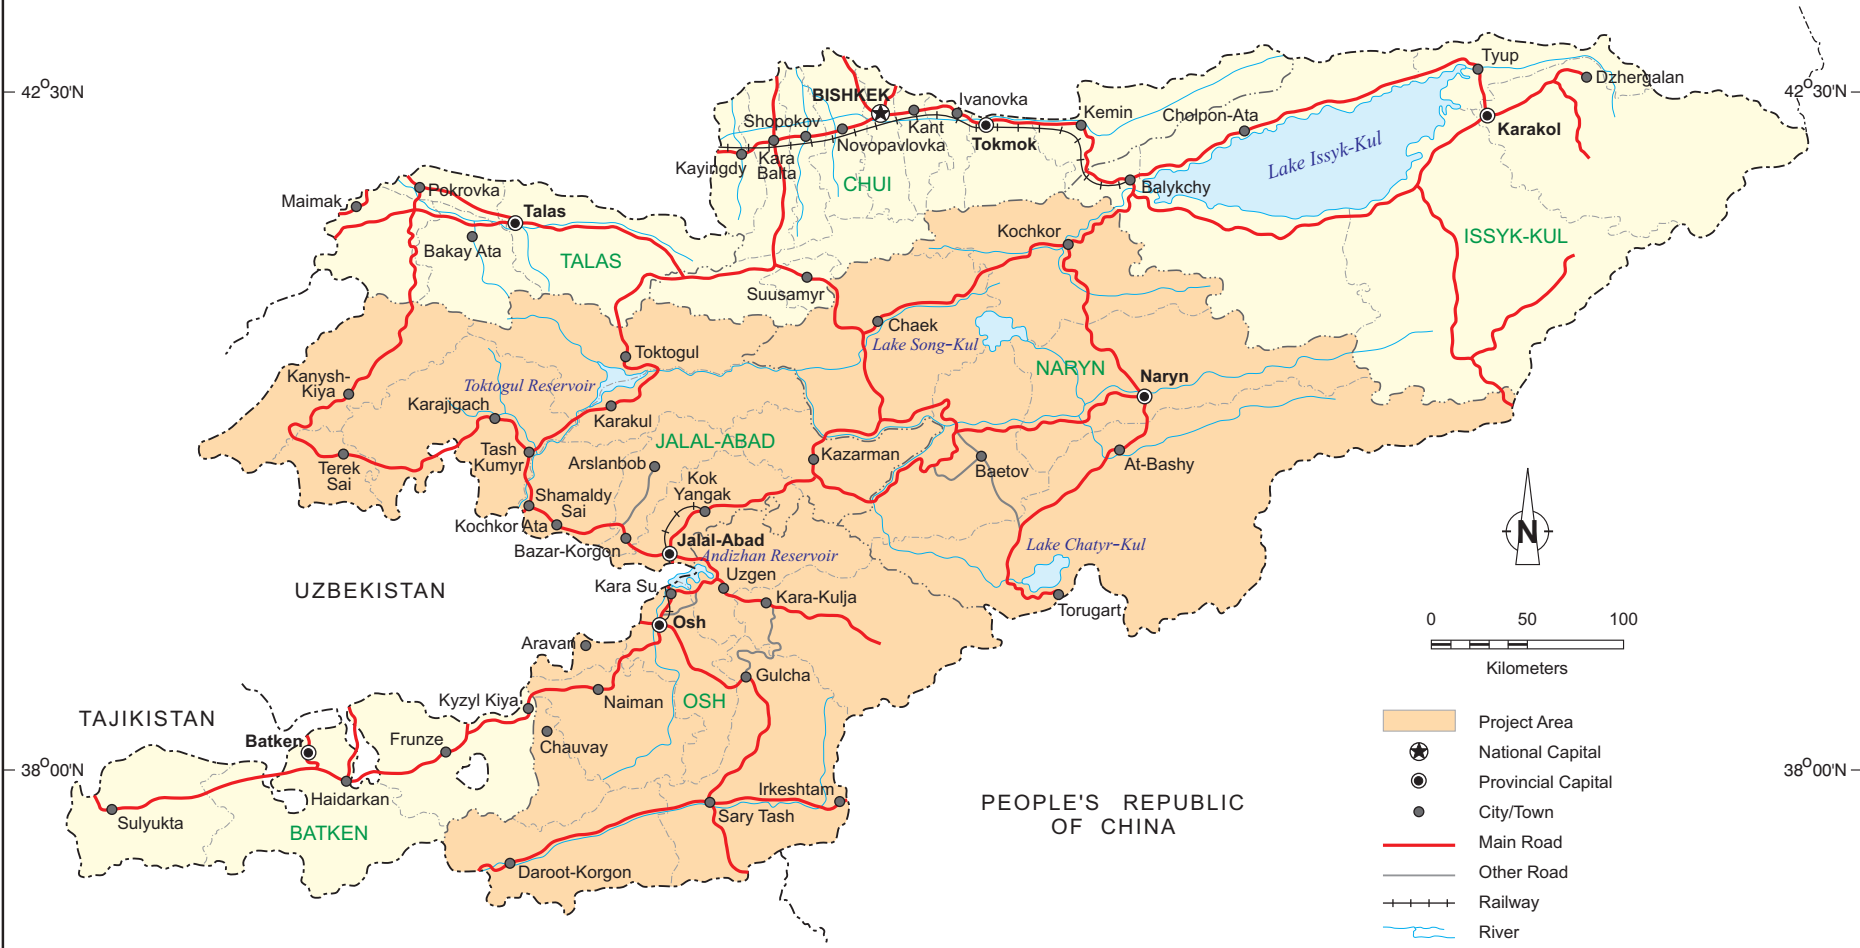 42°30'N
42°30'N
Tyup
Dzhergalan
BISHKEK
Ivanovka
Kemin
Cholpon-Ata
Shopokov
Kant
Karakol
Kayingdy
Kara
Balta
Novopavlovka
Tokmok
Lake Issyk-Kul
CHUI
Balykchy
Maimak
Pokrovka
Talas
Bakay Ata
TALAS
Kochkor
ISSYK-KUL
Suusamyr
Chaek
Lake Song-Kul
Toktogul
NARYN
Naryn
Kanysh-
Kiya
Toktogul Reservoir
Karajigach
Karakul
JALAL-ABAD
Tash
Kumyr
Arslanbob
Kazarman
Baetov
At-Bashy
Terek
Sai
Kok
Yangak
Shamaldy
Sai
Kochkor Ata
Bazar-Korgon
Jalal-Abad
Andizhan Reservoir
Lake Chatyr-Kul
N
UZBEKISTAN
Kara Su
Uzgen
Kara-Kulja
Torugart
Osh
0 50 100
Kilometers
Aravan
Gulcha
Naiman
OSH
Kyzyl Kiya
TAJIKISTAN
Batken
Frunze
Chauvay
Project Area
National Capital
38°00'N
38°00'N
Provincial Capital
Haidarkan
Irkeshtam
PEOPLE'S REPUBLIC
OF CHINA
City/Town
Sulyukta
BATKEN
Sary Tash
Main Road
Daroot-Korgon
Other Road
Railway
River